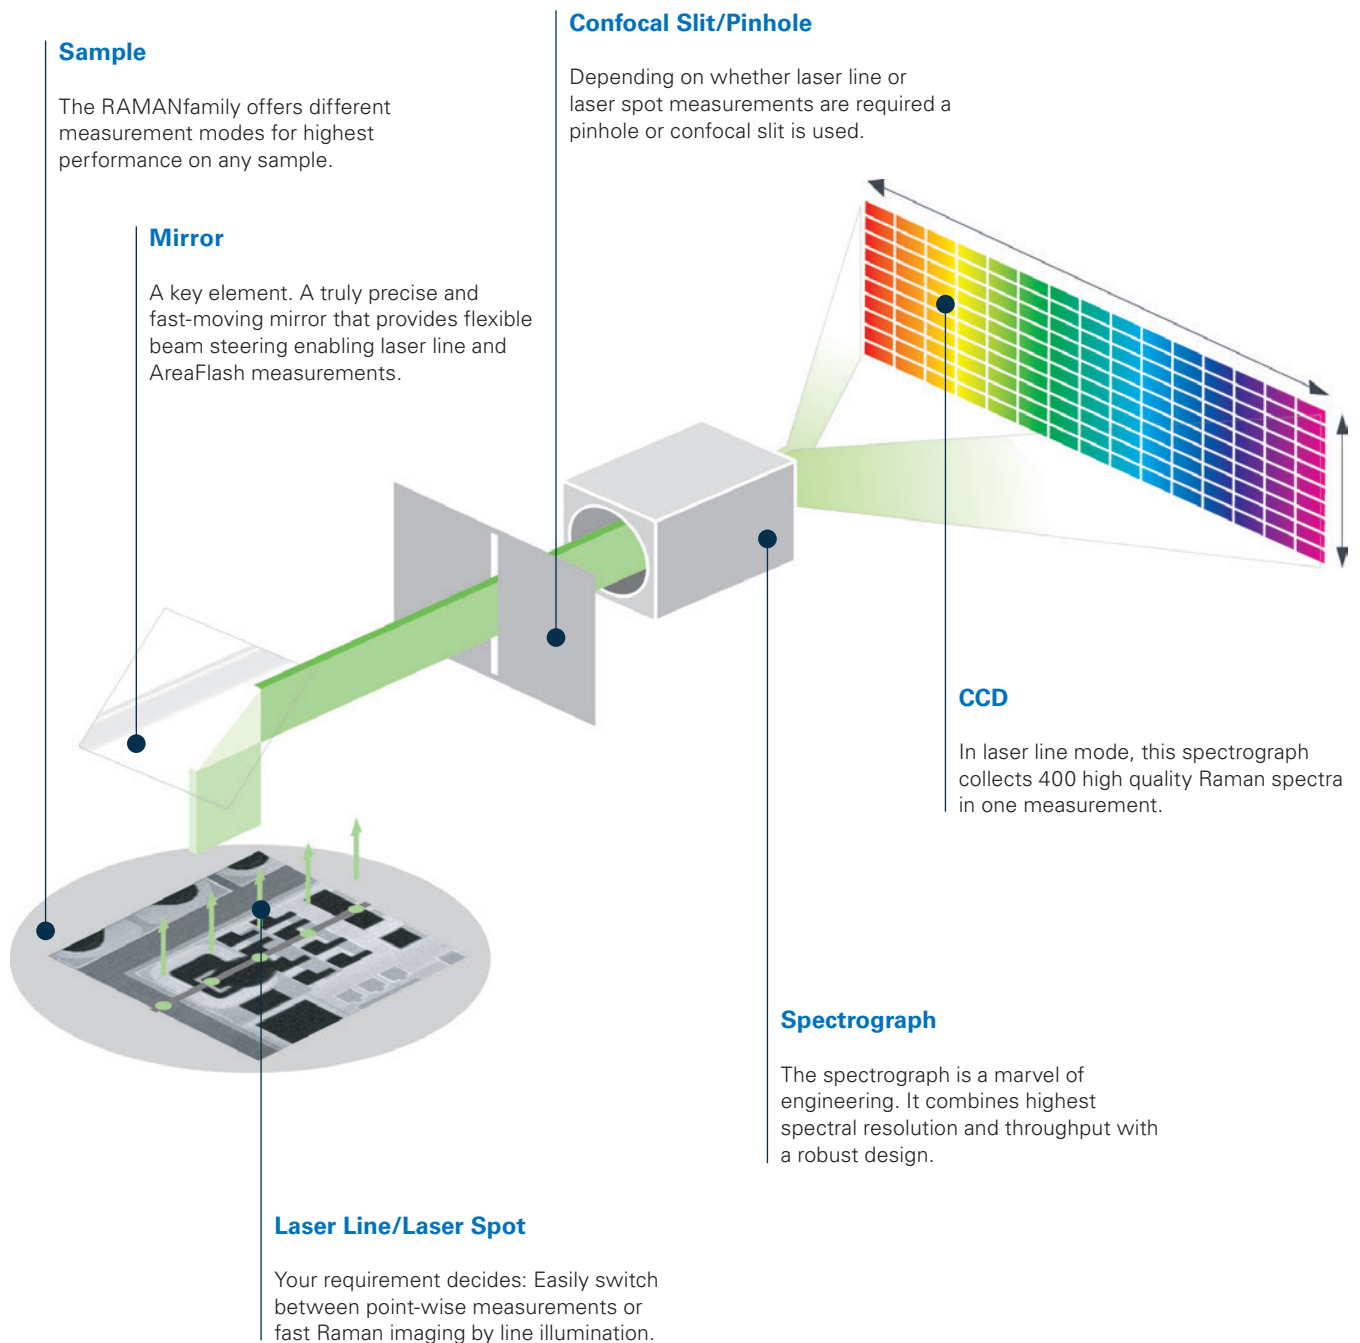 Sample
The RAMANfamily offers different
measurement modes for highest
performance on any sample.
Confocal Slit/Pinhole
Depending on whether laser line or
laser spot measurements are required a
pinhole or confocal slit is used.
Mirror
A key element. A truly precise and
fast-moving mirror that provides flexible
beam steering enabling laser line and
AreaFlash measurements.
CCD
In laser line mode, this spectrograph
collects 400 high quality Raman spectra
in one measurement.
Spectrograph
The spectrograph is a marvel of
engineering. It combines highest
spectral resolution and throughput with
a robust design.
Laser Line/Laser Spot
Your requirement decides: Easily switch
between point-wise measurements or
fast Raman imaging by line illumination.